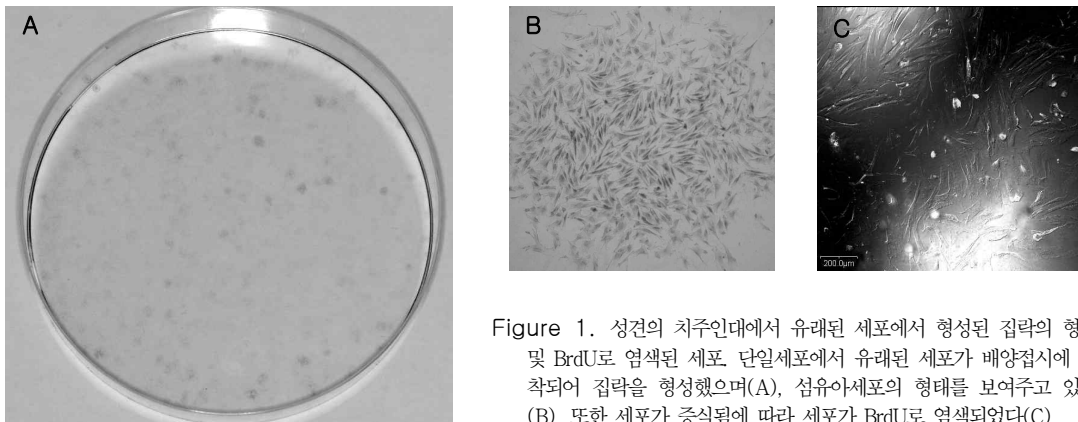 A
B
C
200.0µm
Figure 1. 성견의 치주인대에서 유래된 세포에서 형성된 집락의 형
및 BrdU로 염색된 세포. 단일세포에서 유래된 세포가 배양접시에
착되어 집락을 형성했으며(A), 섬유아세포의 형태를 보여주고 있
(B). 또한 세포가 증식됨에 따라 세포가 BrdU로 염색되었다(C)